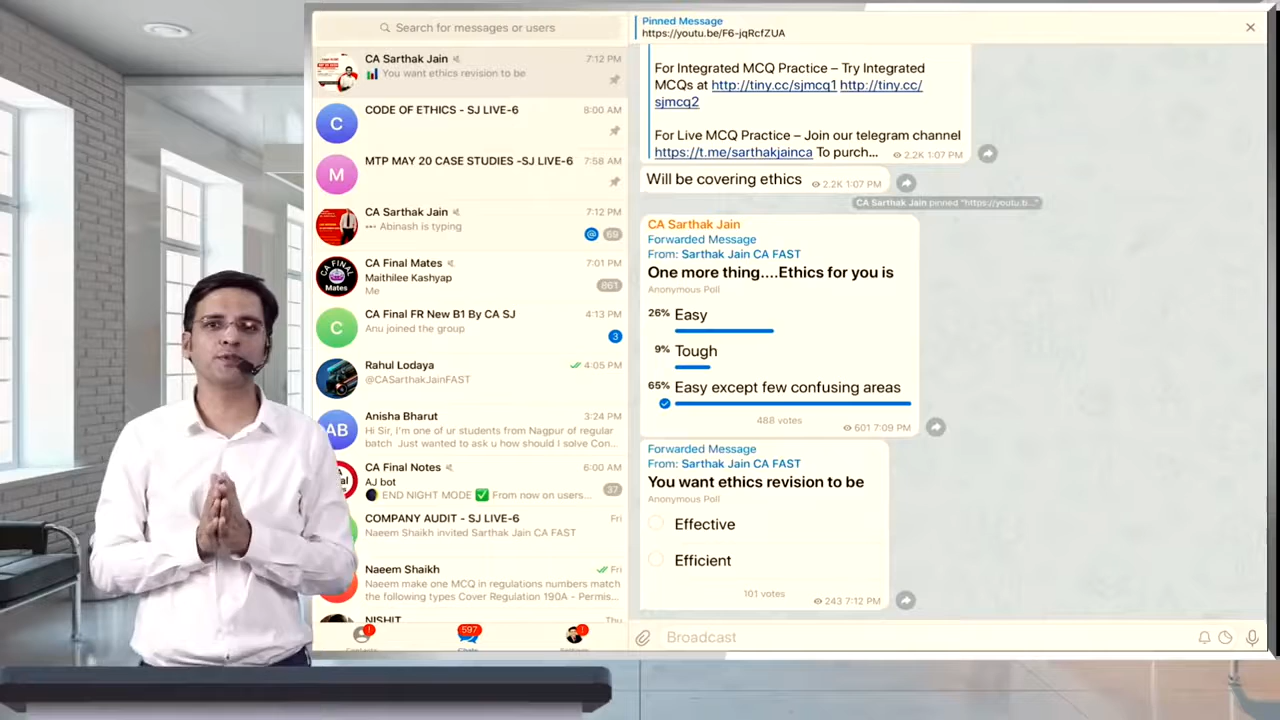 Search for messages or users
CA Sarthak Jain
7:12 PM
You want ethics revision to be
C
CODE OF ETHICS - SJ LIVE-6
8:00 AM
M
MTP MAY 20 CASE STUDIES -SJ LIVE-6
7:58 AM
CA Sarthak Jain
7:12 PM
Abinash is typing
@
69
CA FINAL
Mates
CA Final Mates
7:01 PM
Maithilee Kashyap
Me
861
C
CA Final FR New B1 By CA SJ
4:13 PM
Anu joined the group
3
Rahul Lodaya
4:05 PM
@CASarthakJainFAST
AB
Anisha Bharut
3:24 PM
Hi Sir, I'm one of ur students from Nagpur of regular
batch Just wanted to ask u how should I solve Con...
CA Final Notes
6:00 AM
AJ bot
END NIGHT MODE ✅ From now on users...
37
COMPANY AUDIT - SJ LIVE-6
Fri
Naeem Shaikh invited Sarthak Jain CA FAST
Naeem Shaikh
Fri
Naeem make one MCQ in regulations numbers match
the following types Cover Regulation 190A - Permis...
NISHIT
Thu
1
597
1
Pinned Message
https://youtu.be/F6-jqRcfZUA
For Integrated MCQ Practice – Try Integrated
MCQs at http://tiny.cc/sjmcq1 http://tiny.cc/
sjmcq2
For Live MCQ Practice – Join our telegram channel
https://t.me/sarthakjainca To purch...
2.2K 1:07 PM
Will be covering ethics
2.2K 1:07 PM
CA Sarthak Jain pinned "https://youtu.b..."
CA Sarthak Jain
Forwarded Message
From: Sarthak Jain CA FAST
One more thing....Ethics for you is
Anonymous Poll
26% Easy
9% Tough
65% Easy except few confusing areas
488 votes
601 7:09 PM
Forwarded Message
From: Sarthak Jain CA FAST
You want ethics revision to be
Anonymous Poll
Effective
Efficient
101 votes
243 7:12 PM
Broadcast